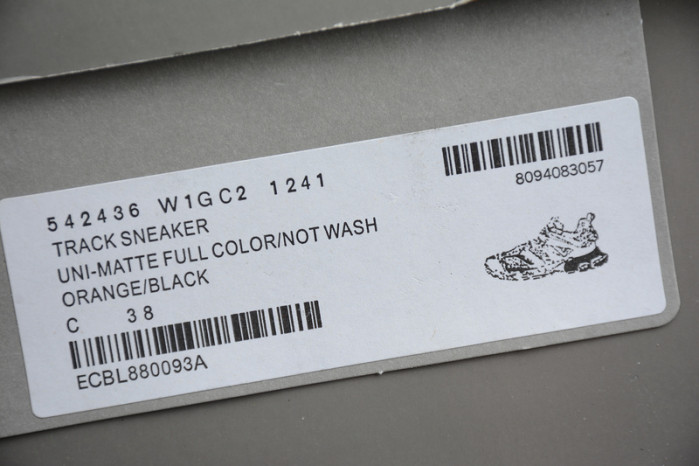 542436 W1GC2 1241
TRACK SNEAKER
UNI-MATTE FULL COLOR/NOT WASH
ORANGE/BLACK
C 38
ECBL880093A
8094083057